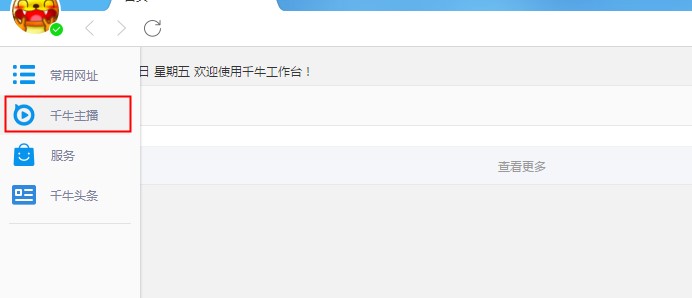 常用网址
日 星期五 欢迎使用千牛工作台！
千牛主播
服务
查看更多
千牛头条